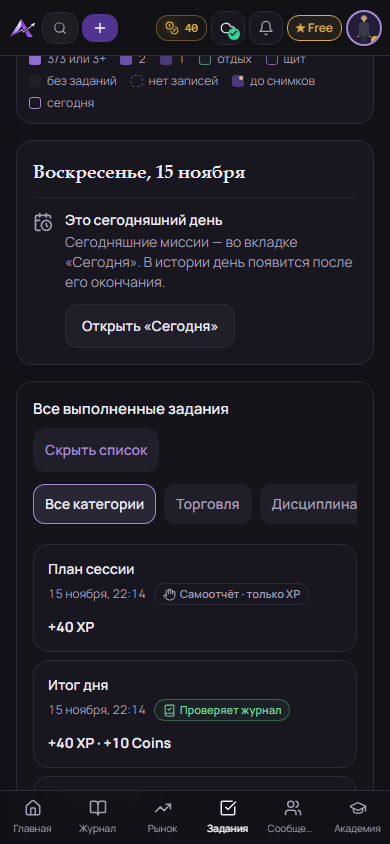 40
Free
3/3 или 3+ 2 1 отдых щит
без заданий нет записей до снимков
сегодня
Воскресенье, 15 ноября
Это сегодняшний день
Сегодняшние миссии — во вкладке
«Сегодня». В истории день появится после
его окончания.
Открыть «Сегодня»
Все выполненные задания
Скрыть список
Все категории Торговля Дисциплина
План сессии
15 ноября, 22:14 Самоотчёт · только XP
+40 XP
Итог дня
15 ноября, 22:14 Проверяет журнал
+40 XP · +10 Coins
Главная Журнал Рынок Задания Сообще... Академия